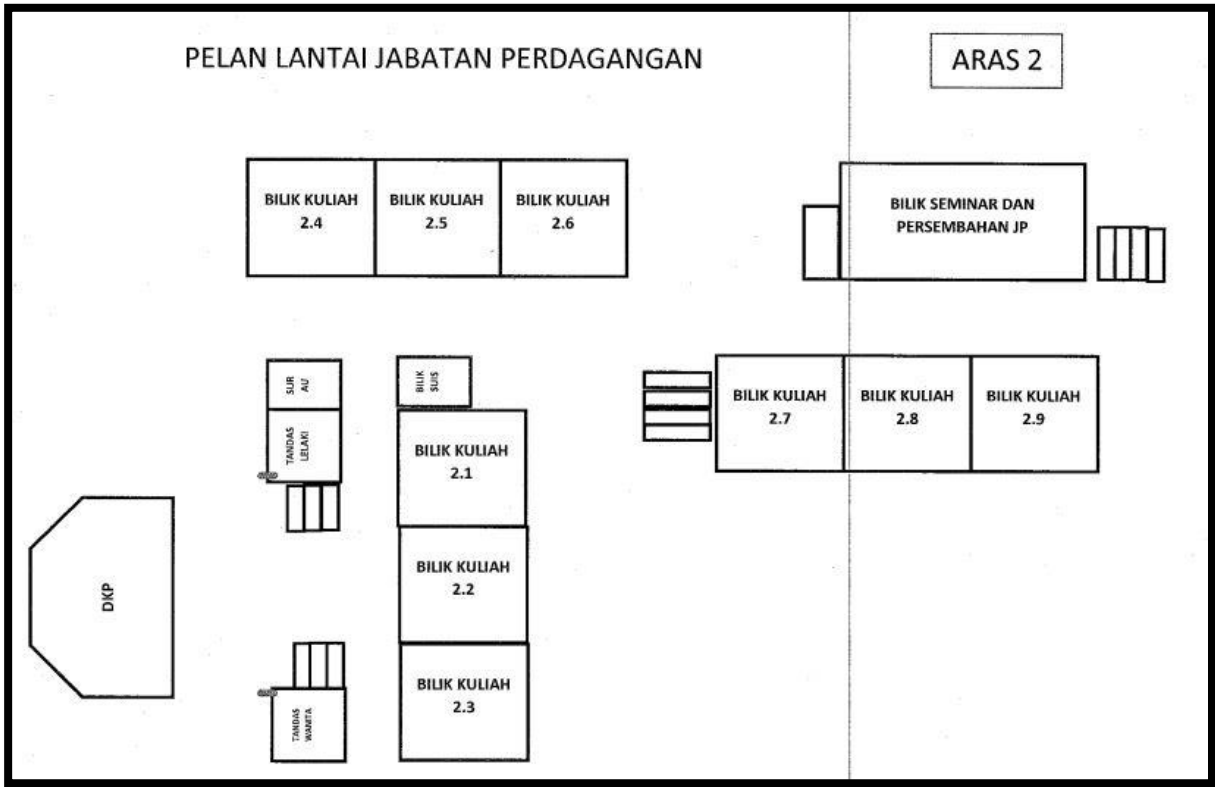 PELAN LANTAI JABATAN PERDAGANGAN
ARAS 2
BILIK KULIAH
2.4
BILIK KULIAH
2.5
BILIK KULIAH
2.6
BILIK SEMINAR DAN
PERSEMBAHAN JP
SUR
AU
BILIK
SUIS
TANDAS
LELAKI
BILIK KULIAH
2.1
BILIK KULIAH
2.7
BILIK KULIAH
2.8
BILIK KULIAH
2.9
DKP
BILIK KULIAH
2.2
BILIK KULIAH
2.3
TANDAS
WANITA